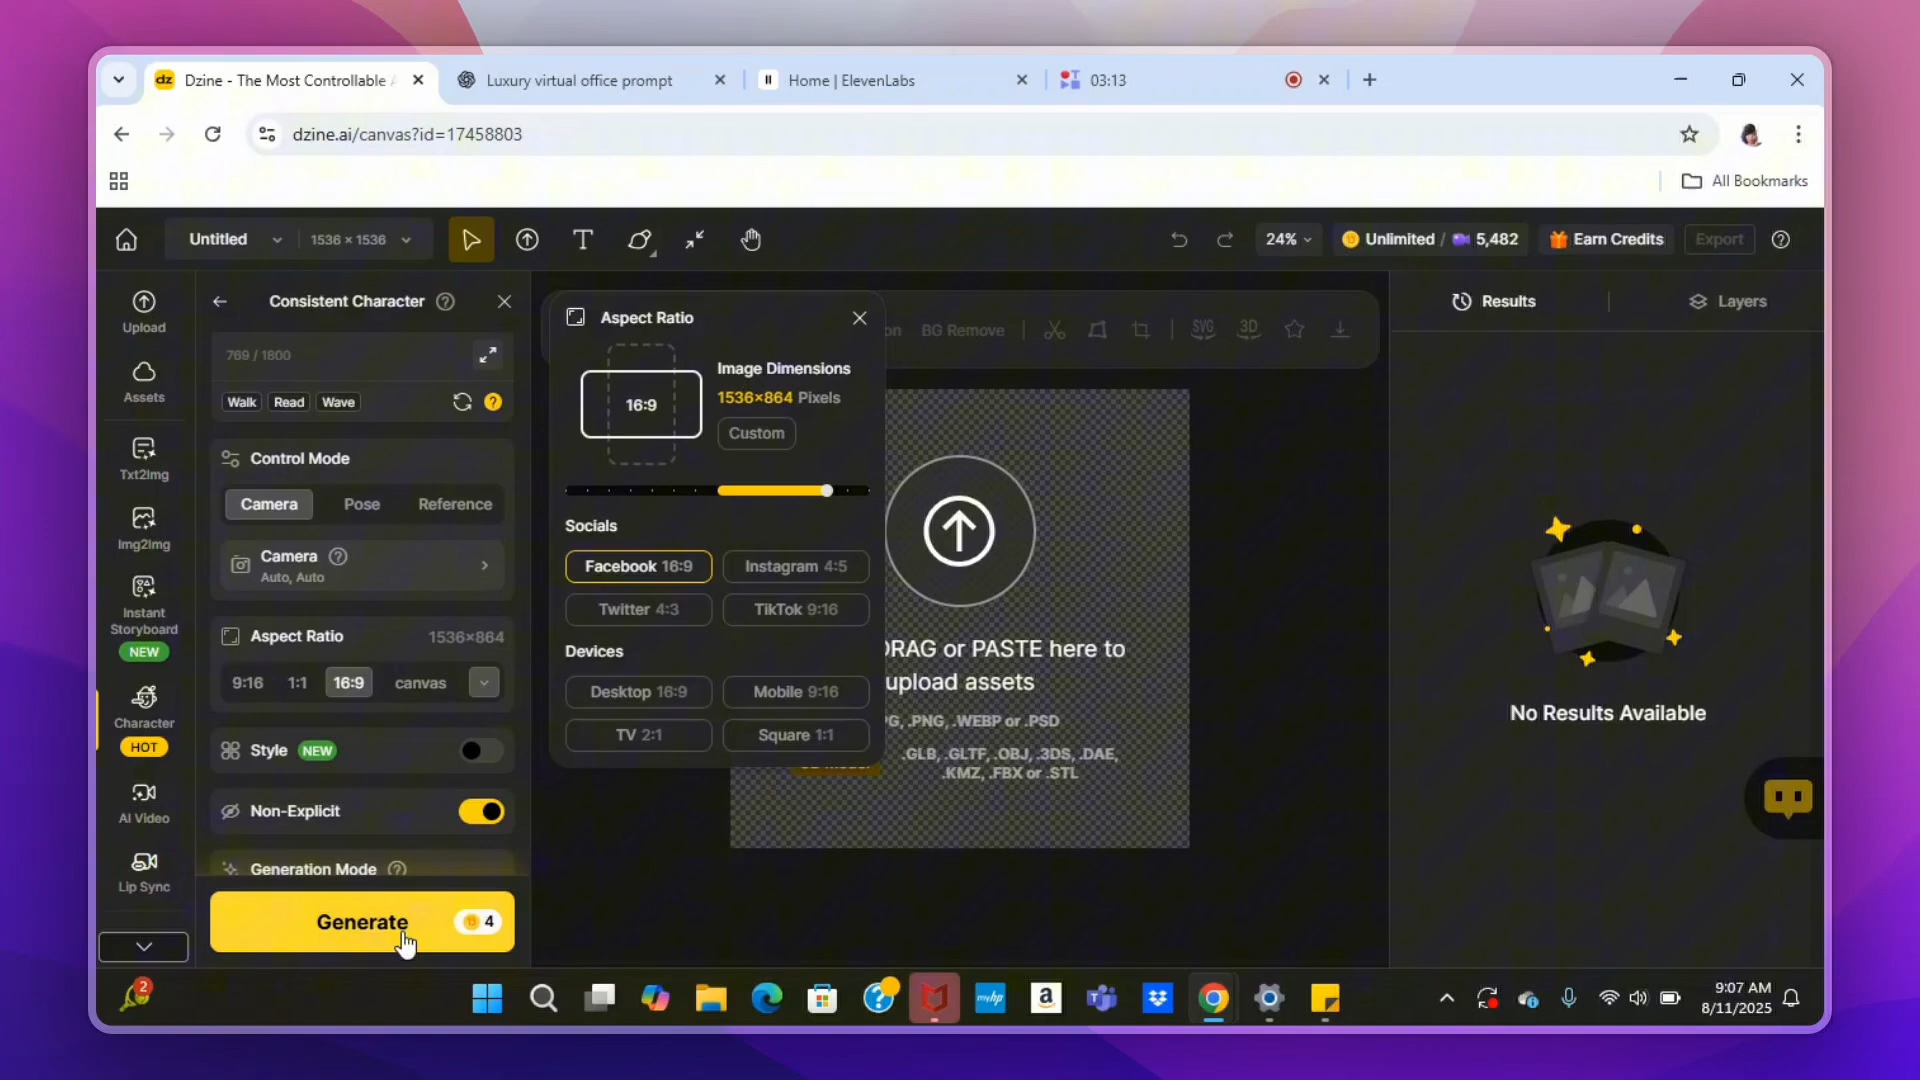 dz Dzine - The Most Controllable A
Luxury virtual office prompt
Home | ElevenLabs
03:13
dzine.ai/canvas?id=17458803
All Bookmarks
Untitled
1536 × 1536
24%
Unlimited / 5,482
Earn Credits
Export
Upload
Assets
Txt2Img
Img2Img
Instant
Storyboard
NEW
Character
HOT
AI Video
Lip Sync
Consistent Character
769 / 1800
Walk
Read
Wave
Control Mode
Camera
Pose
Reference
Camera
Auto, Auto
Aspect Ratio
1536×864
9:16
1:1
16:9
canvas
Style NEW
Non-Explicit
Generation Mode
Generate
4
Aspect Ratio
16:9
Image Dimensions
1536×864 Pixels
Custom
Socials
Facebook 16:9
Instagram 4:5
Twitter 4:3
TikTok 9:16
Devices
Desktop 16:9
Mobile 9:16
TV 2:1
Square 1:1
on
BG Remove
SVG
3D
DRAG or PASTE here to
upload assets
PG, .PNG, .WEBP or .PSD
.GLB, .GLTF, .OBJ, .3DS, .DAE,
.KMZ, .FBX or .STL
Results
Layers
No Results Available
2
myhp
a
9:07 AM
8/11/2025